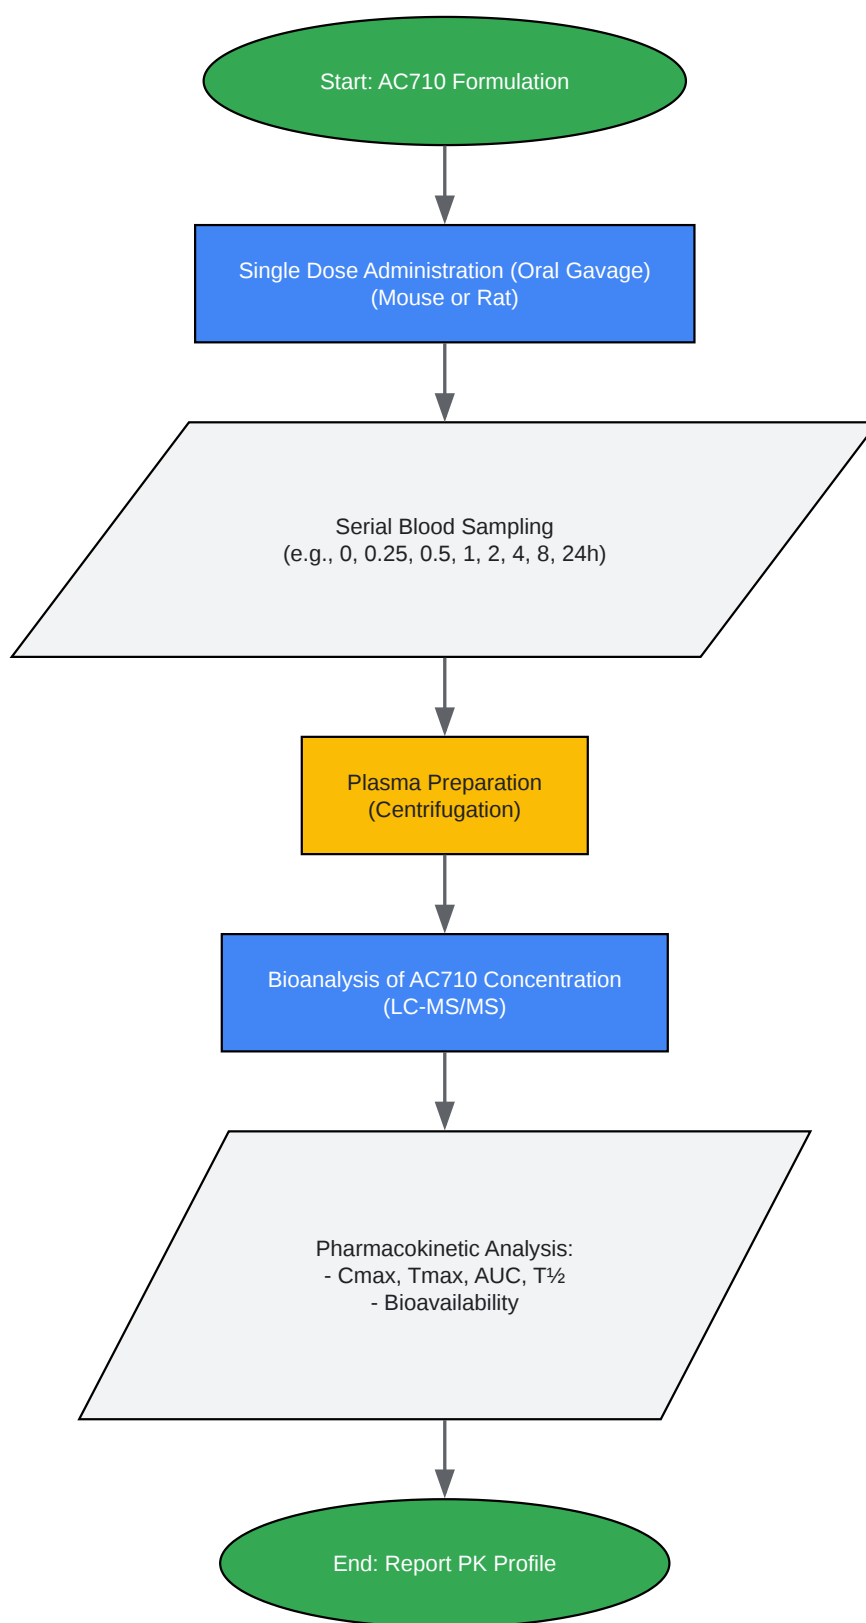 Start: AC710 Formulation
Single Dose Administration (Oral Gavage)
(Mouse or Rat)
Serial Blood Sampling
(e.g., 0, 0.25, 0.5, 1, 2, 4, 8, 24h)
Plasma Preparation
(Centrifugation)
Bioanalysis of AC710 Concentration
(LC-MS/MS)
Pharmacokinetic Analysis:
- Cmax, Tmax, AUC, T½
- Bioavailability
End: Report PK Profile